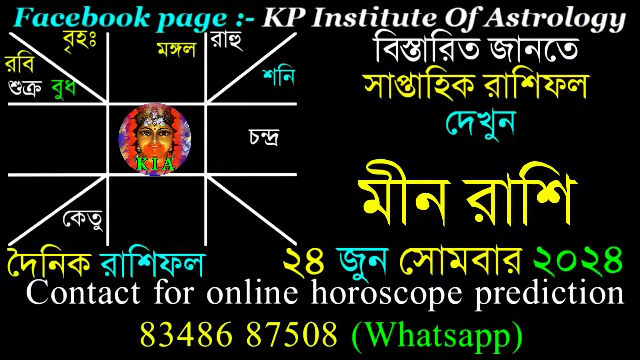 Facebook page :- KP Institute Of Astrology
বৃহঃ
মঙ্গল
রাহু
রবি
শুক্র বুধ
শনি
চন্দ্র
KIA
কেতু
বিস্তারিত জানতে
সাপ্তাহিক রাশিফল
দেখুন
মীন রাশি
দৈনিক রাশিফল ২৪ জুন সোমবার ২০২৪
Contact for online horoscope prediction
83486 87508 (Whatsapp)